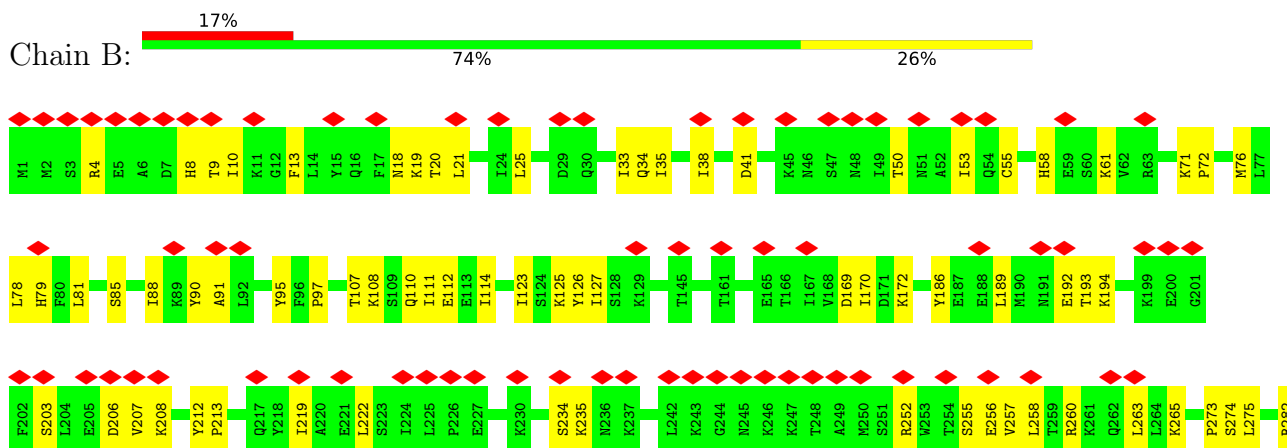 17%
Chain B:
74% 26%
M1 M2 S3 R4 E5 A6 D7 H8 T9 I10 K11 G12 F13 L14 Y15 Q16 F17 N18 K19 T20 L21 I24 L25 D29 Q30 I33 Q34 I35 I38 D41 K45 N46 S47 N48 I49 T50 N51 A52 I53 Q54 C55 H58 E59 S60 K61 V62 R63 K71 P72 M76 L77
L78 H79 F80 L81 S85 I88 K89 Y90 A91 L92 Y95 F96 P97 T107 K108 S109 Q110 I111 E112 E113 I114 I123 S124 K125 Y126 I127 S128 K129 T145 T161 E165 T166 I167 V168 D169 I170 D171 K172 Y186 E187 E188 L189 M190 N191 E192 T193 K194 K199 E200 G201
F202 S203 L204 E205 D206 V207 K208 Y212 P213 Q217 Y218 I219 A220 E221 L222 S223 I224 L225 P226 E227 K230 S234 K235 N236 K237 L242 K243 G244 N245 K246 K247 T248 A249 M250 S251 R252 W253 T254 S255 E256 V257 L258 T259 R260 K261 Q262 L263 L264 K265 P273 S274 L275